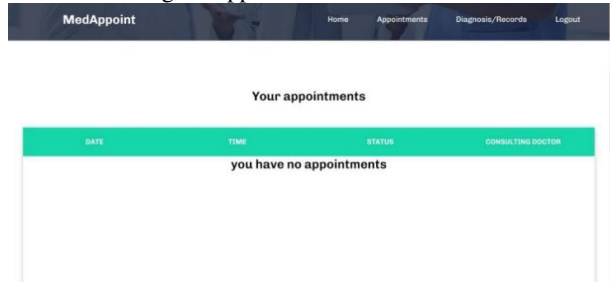 MedAppoint Home Appointments Diagnosis/Records Logout
Your appointments
DATE TIME STATUS CONSULTING DOCTOR
you have no appointments